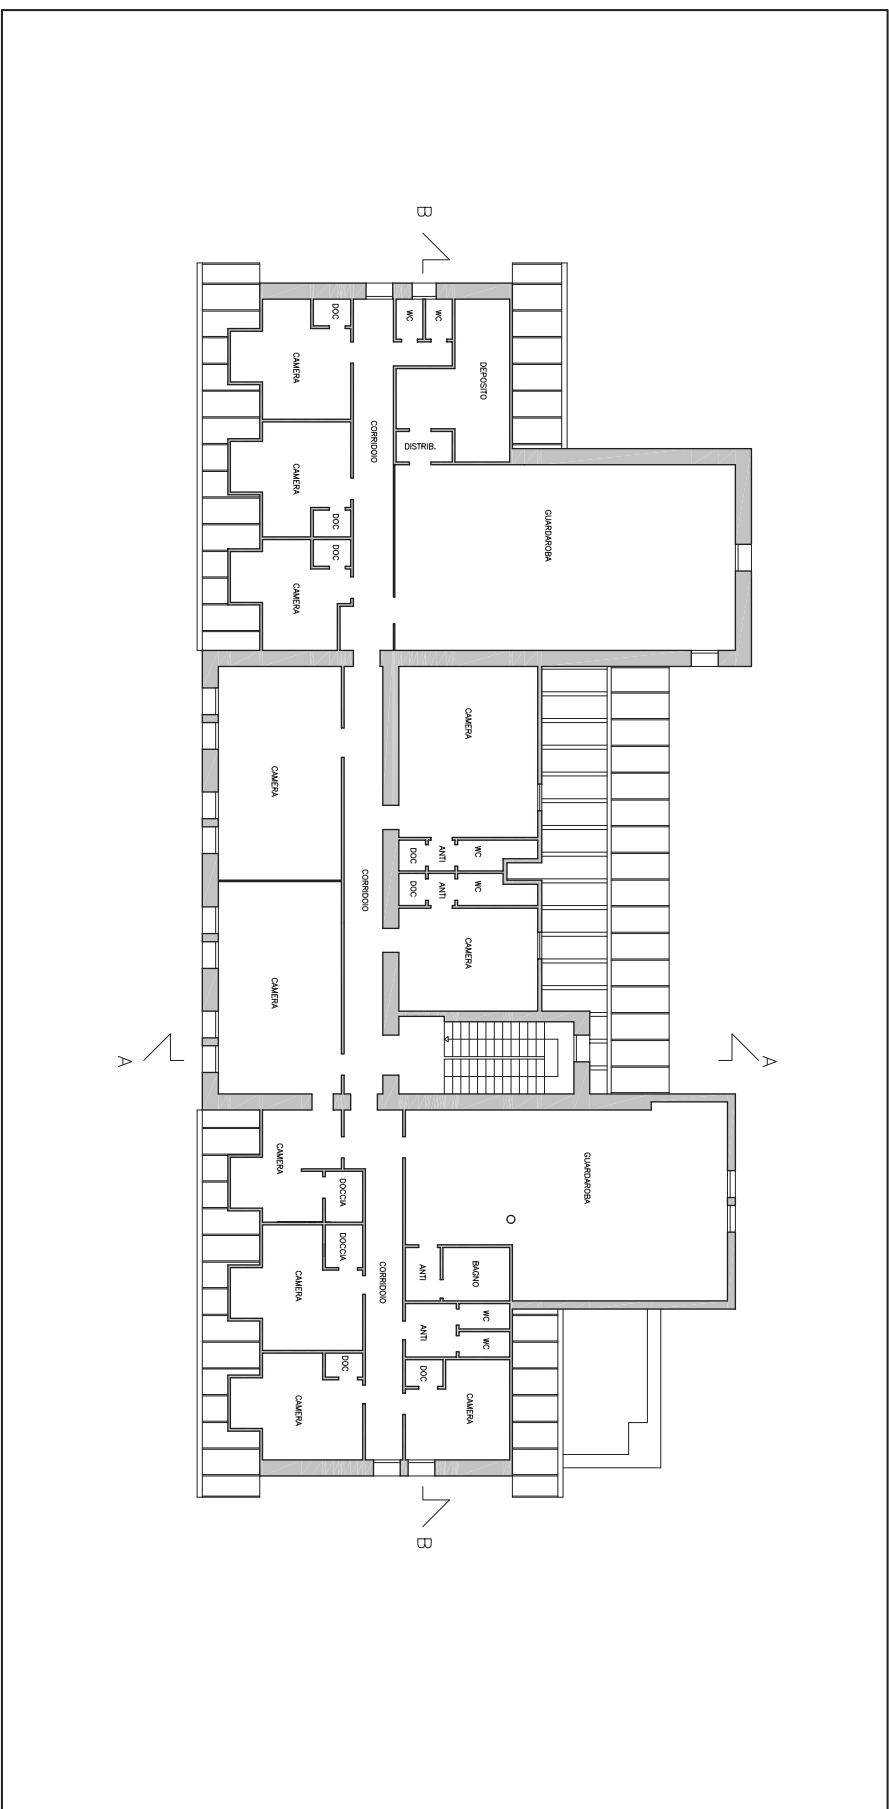 B
DOC
WC
WC
CAMERA
DEPOSITO
CORRIDOIO
DISTRIB.
CAMERA
DOC
GUARDAROBA
DOC
CAMERA
CAMERA
CAMERA
DOC
ANTI
WC
CORRIDOIO
DOC
ANTI
WC
CAMERA
CAMERA
A
A
CAMERA
DOCCIA
GUARDAROBA
DOCCIA
CAMERA
CORRIDOIO
ANTI
BAGNO
WC
ANTI
WC
DOC
DOC
CAMERA
CAMERA
B